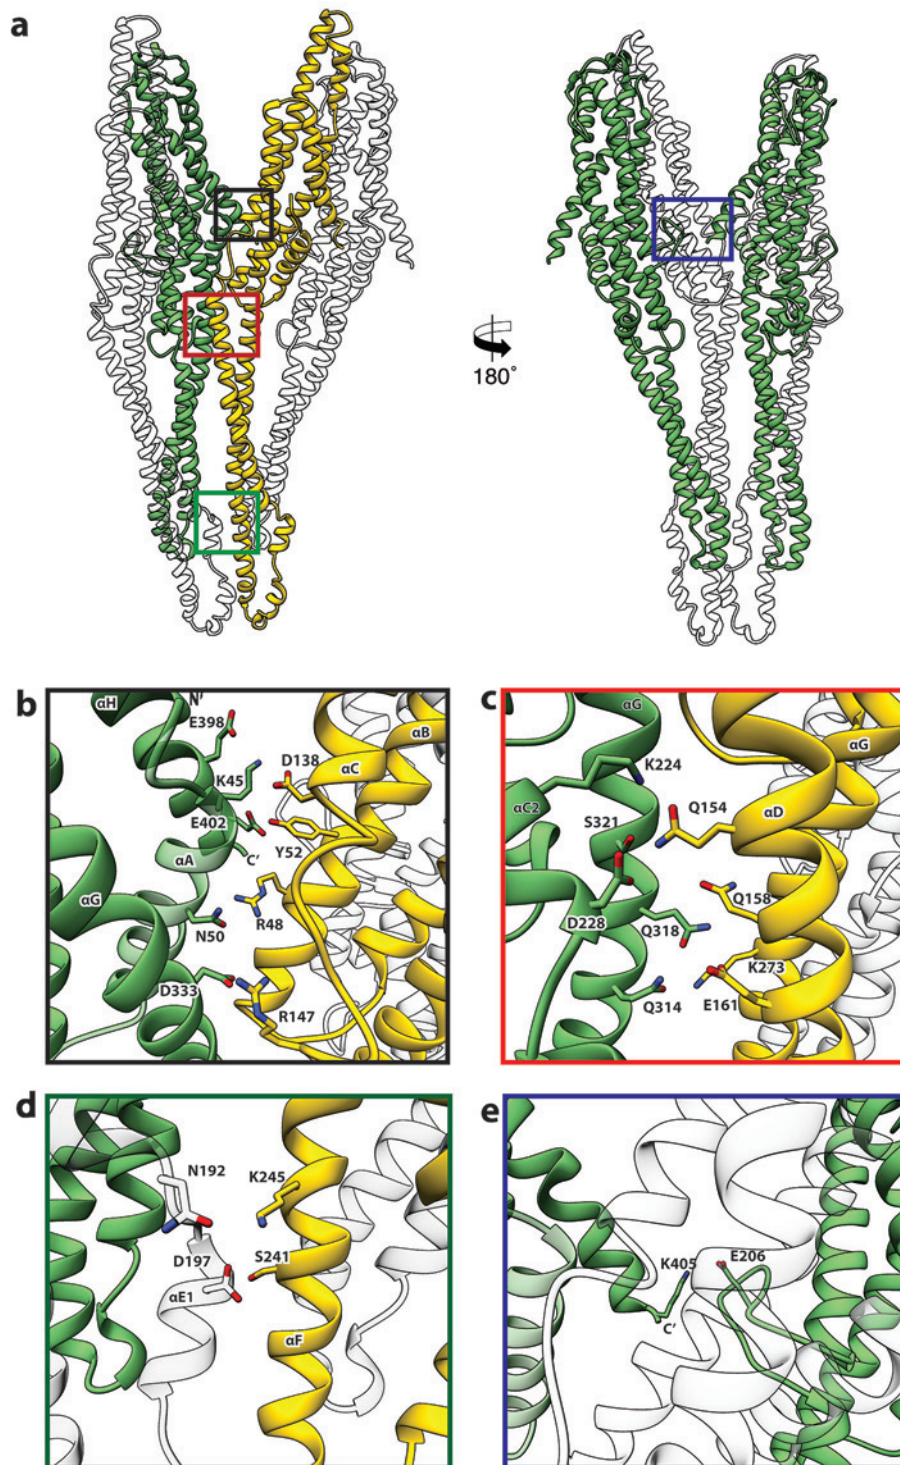 a
180°
b
αH
N'
E398
αB
D138
αC
K45
E402
Y52
C'
αA
αG
R48
N50
D333
R147
c
αG
αG
K224
αC2
Q154
αD
S321
Q158
D228
Q318
K273
Q314
E161
d
N192
K245
D197
S241
αE1
αF
e
K405
E206
C'